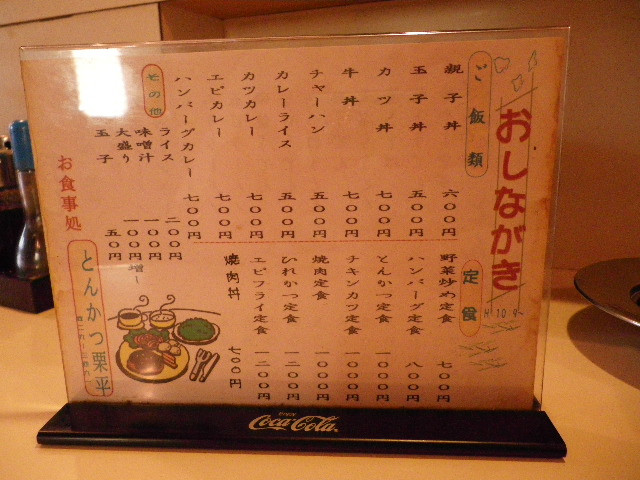 おしながき
H.10.9~
ご飯類
親子丼 六〇〇円
玉子丼 五〇〇円
カツ丼 七〇〇円
牛丼 七〇〇円
チャーハン 五〇〇円
カレーライス 五〇〇円
カツカレー 七〇〇円
エビカレー 七〇〇円
ハンバーグカレー 七〇〇円
その他
ライス 二〇〇円
味噌汁 一〇〇円
大盛り 一〇〇円増し
玉子 五〇円
定食
野菜炒め定食 七〇〇円
ハンバーグ定食 八〇〇円
とんかつ定食 一〇〇〇円
チキンカツ定食 一〇〇〇円
焼肉定食 一〇〇〇円
ひれかつ定食 一二〇〇円
エビフライ定食 一二〇〇円
焼肉丼 七〇〇円
お食事処
とんかつ栗平
Enjoy
Coca-Cola